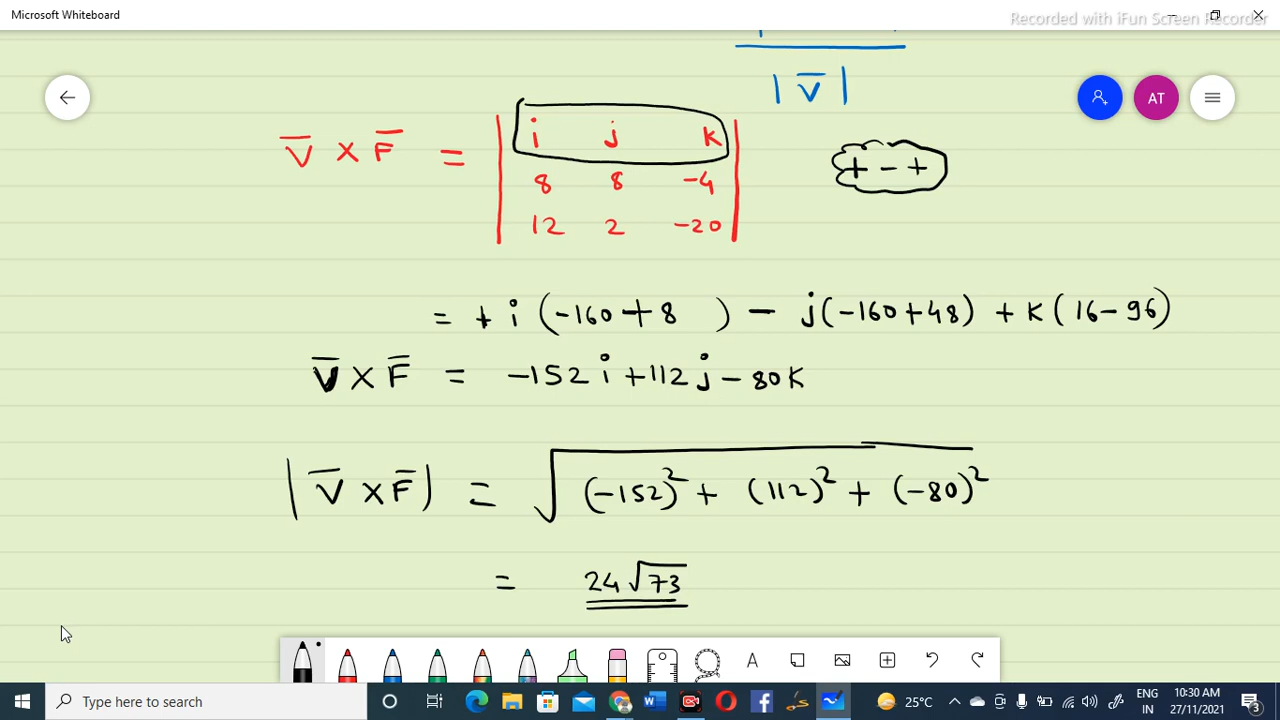 Microsoft Whiteboard
Recorded with iFun Screen Recorder
| v̅ |
AT
v̅ × F̅ = | i j k |
8 8 -4
12 2 -20
+ - +
= + i (-160 + 8 ) - j(-160+48) + k(16-96)
v̅ × F̅ = -152 i + 112 j - 80k
|v̅ × F̅| = √((-152)² + (112)² + (-80)²)
= 24√73
A
Type here to search
25°C
ENG
IN
10:30 AM
27/11/2021
3